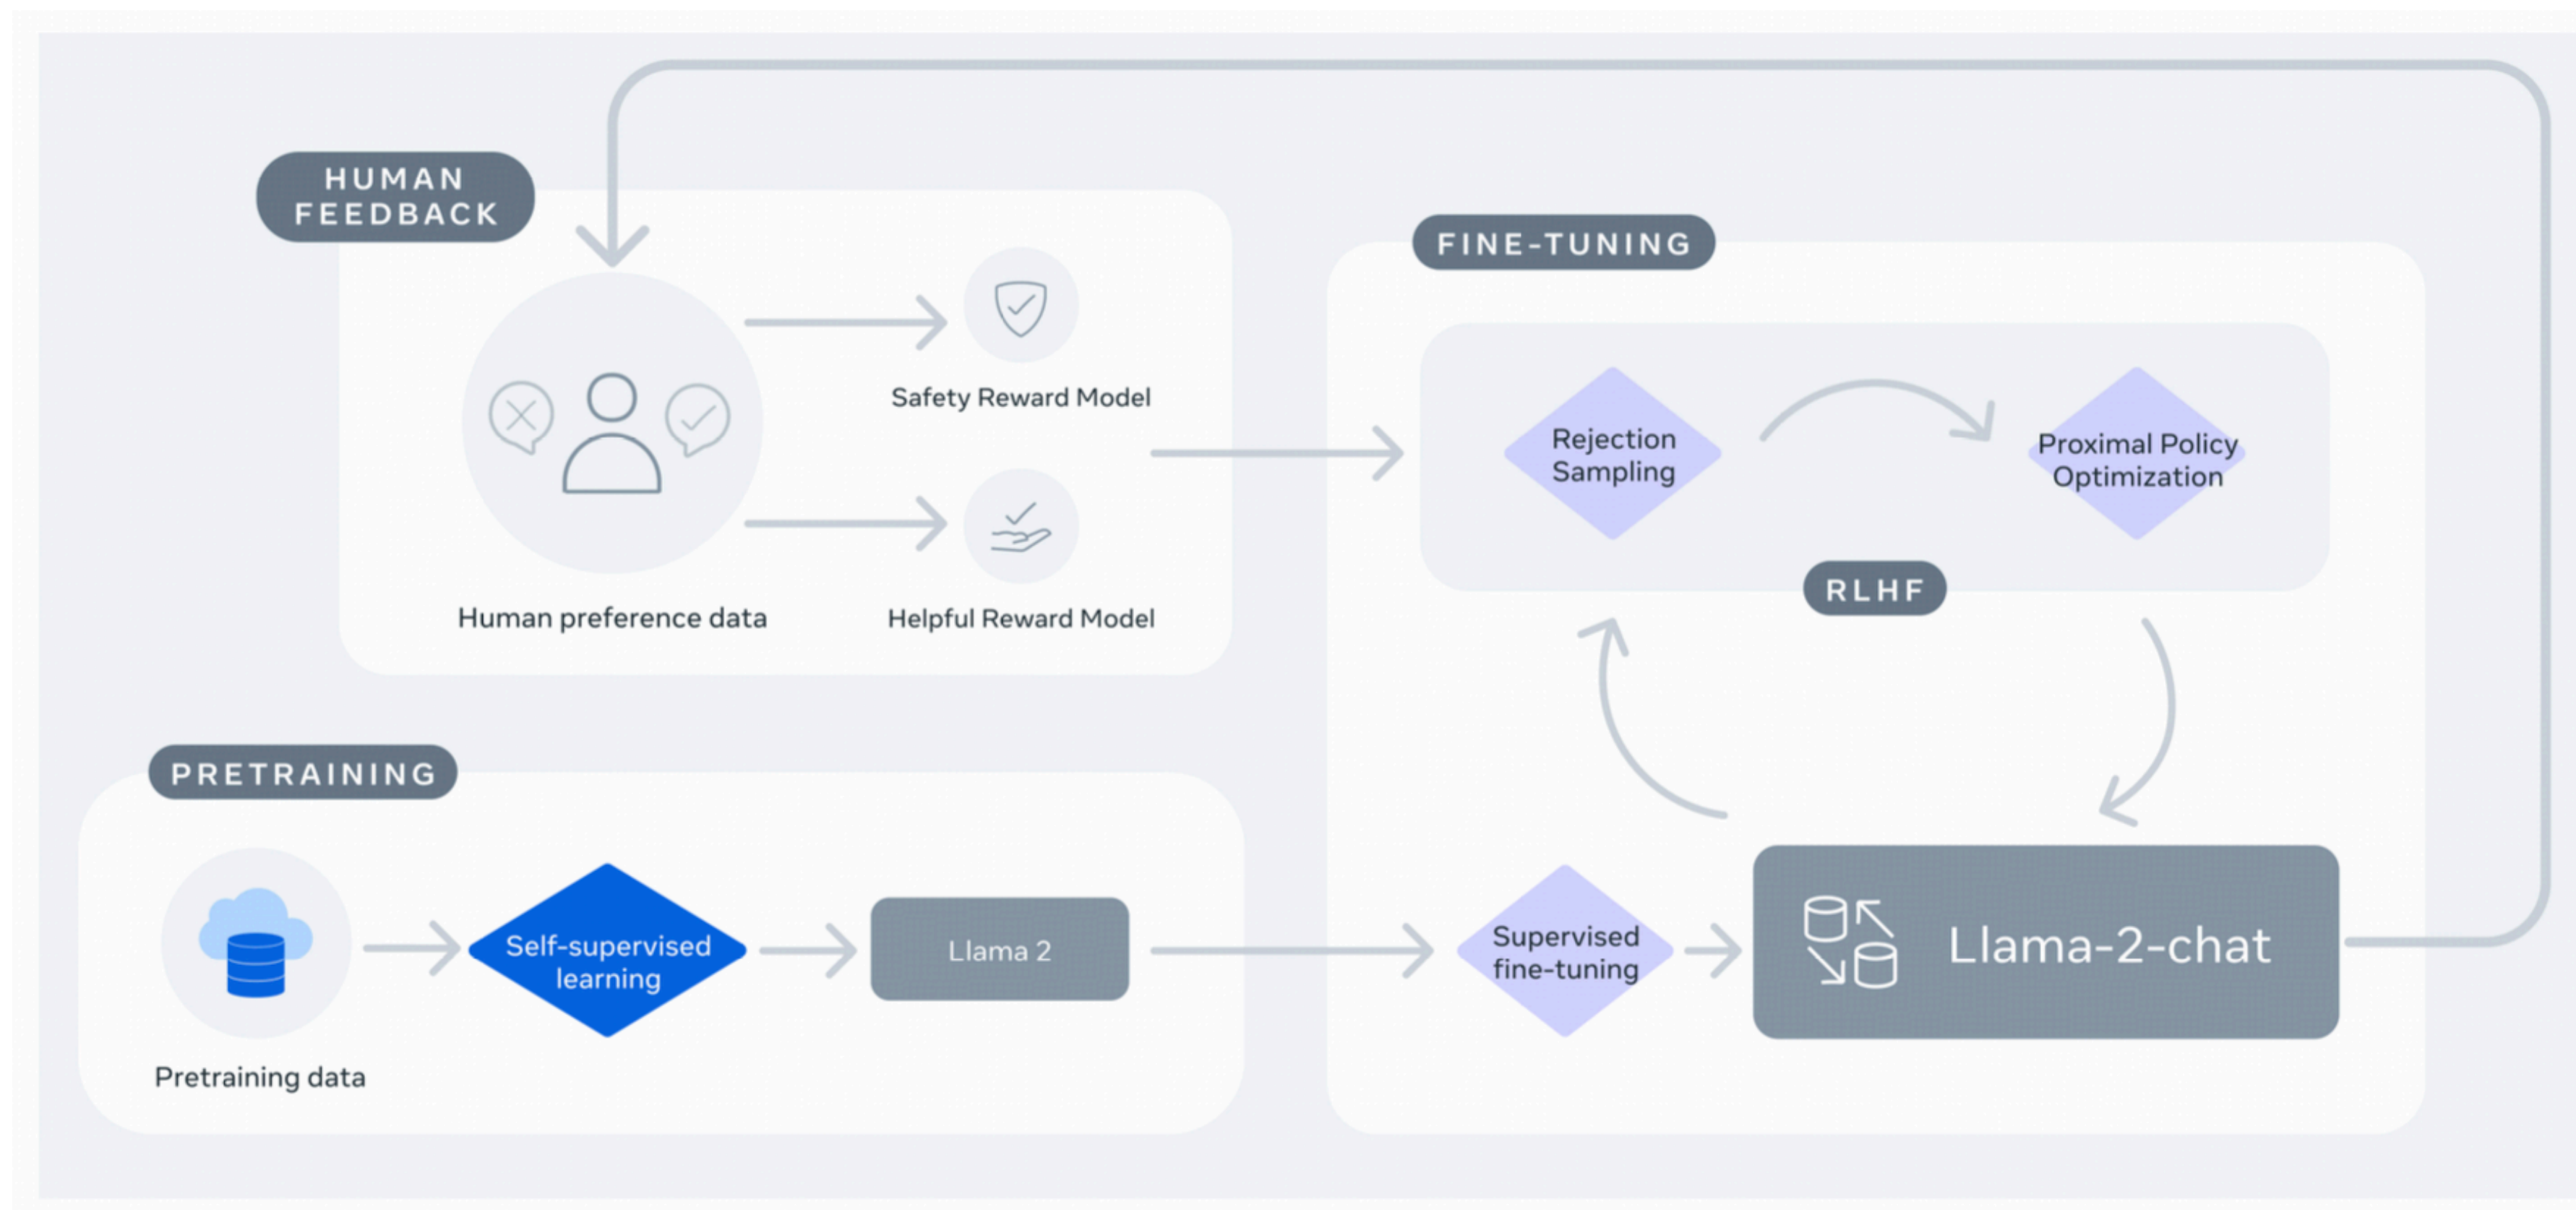 HUMAN
FEEDBACK
Safety Reward Model
Human preference data
Helpful Reward Model
FINE-TUNING
Rejection
Sampling
Proximal Policy
Optimization
RLHF
PRETRAINING
Pretraining data
Self-supervised
learning
Llama 2
Supervised
fine-tuning
Llama-2-chat